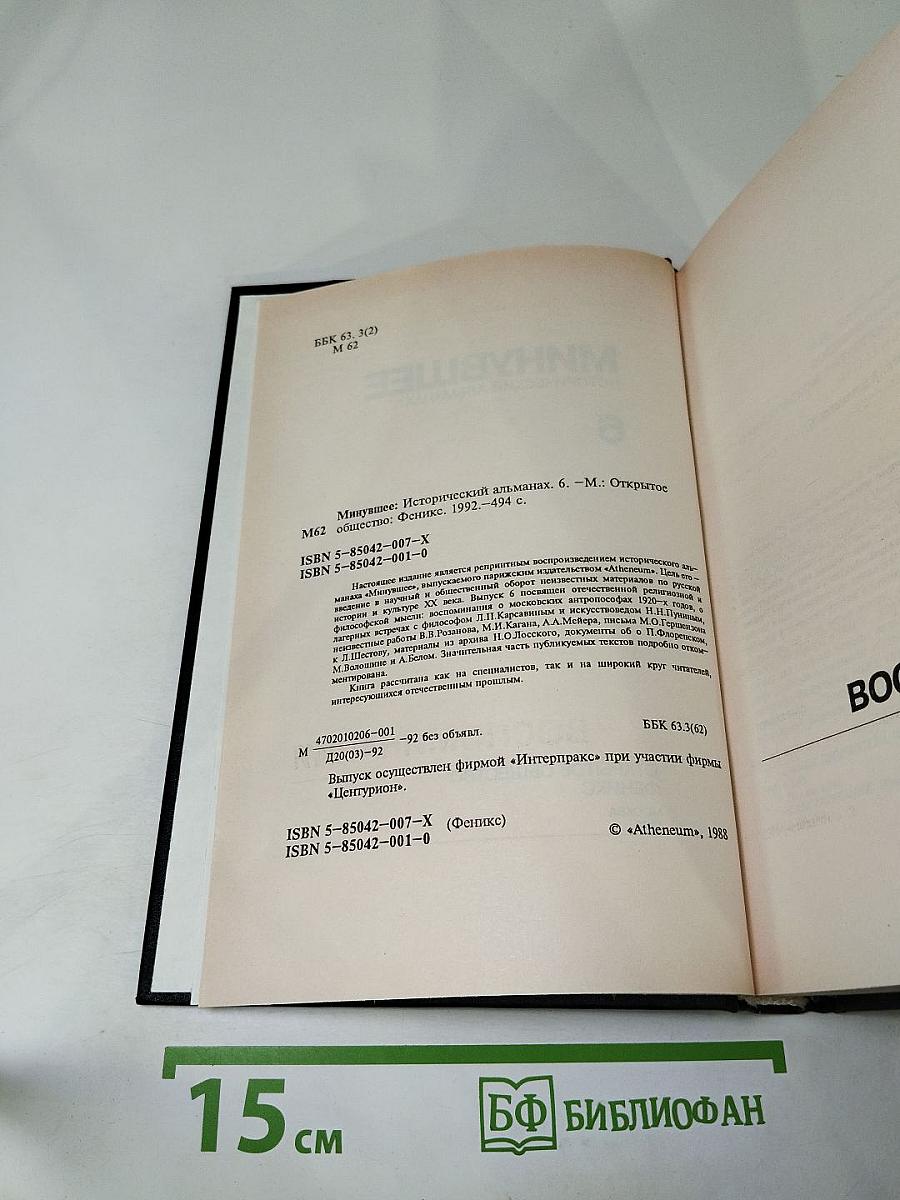 ББК 63. 3(2)
М 62
Минувшее: Исторический альманах. 6. —М.: Открытое
М62 общество: Феникс. 1992.—494 с.
ISBN 5—85042—007—X
ISBN 5—85042—001—0
Настоящее издание является репринтным воспроизведением исторического аль-
манаха «Минувшее», выпускаемого парижским издательством «Atheneum». Цель его —
введение в научный и общественный оборот неизвестных материалов по русской
истории и культуре XX века. Выпуск 6 посвящен отечественной религиозной и
философской мысли: воспоминания о московских антропософах 1920—х годов, о
лагерных встречах с философом Л.П.Карсавиным и искусствоведом Н.Н.Пуниным,
неизвестные работы В.В.Розанова, М.И.Кагана, А.А.Мейера, письма М.О.Гершензона
к Л.Шестову, материалы из архива Н.О.Лосского, документы об о П.Флоренском,
М.Волошине и А.Белом. Значительная часть публикуемых текстов подробно отком-
ментирована.
Книга рассчитана как на специалистов, так и на широкий круг читателей,
интересующихся отечественным прошлым.
М 4702010206—001
Д20(03)—92 —92 без объявл.
ББК 63.3(62)
Выпуск осуществлен фирмой «Интерпракс» при участии фирмы
«Центурион».
ISBN 5—85042—007—X (Феникс)
ISBN 5—85042—001—0
© «Atheneum», 1988
МИНУВШЕЕ
ИСТОРИЧЕСКИЙ АЛЬМАНАХ
6
ВОС
15 см
БФ БИБЛИОФАН